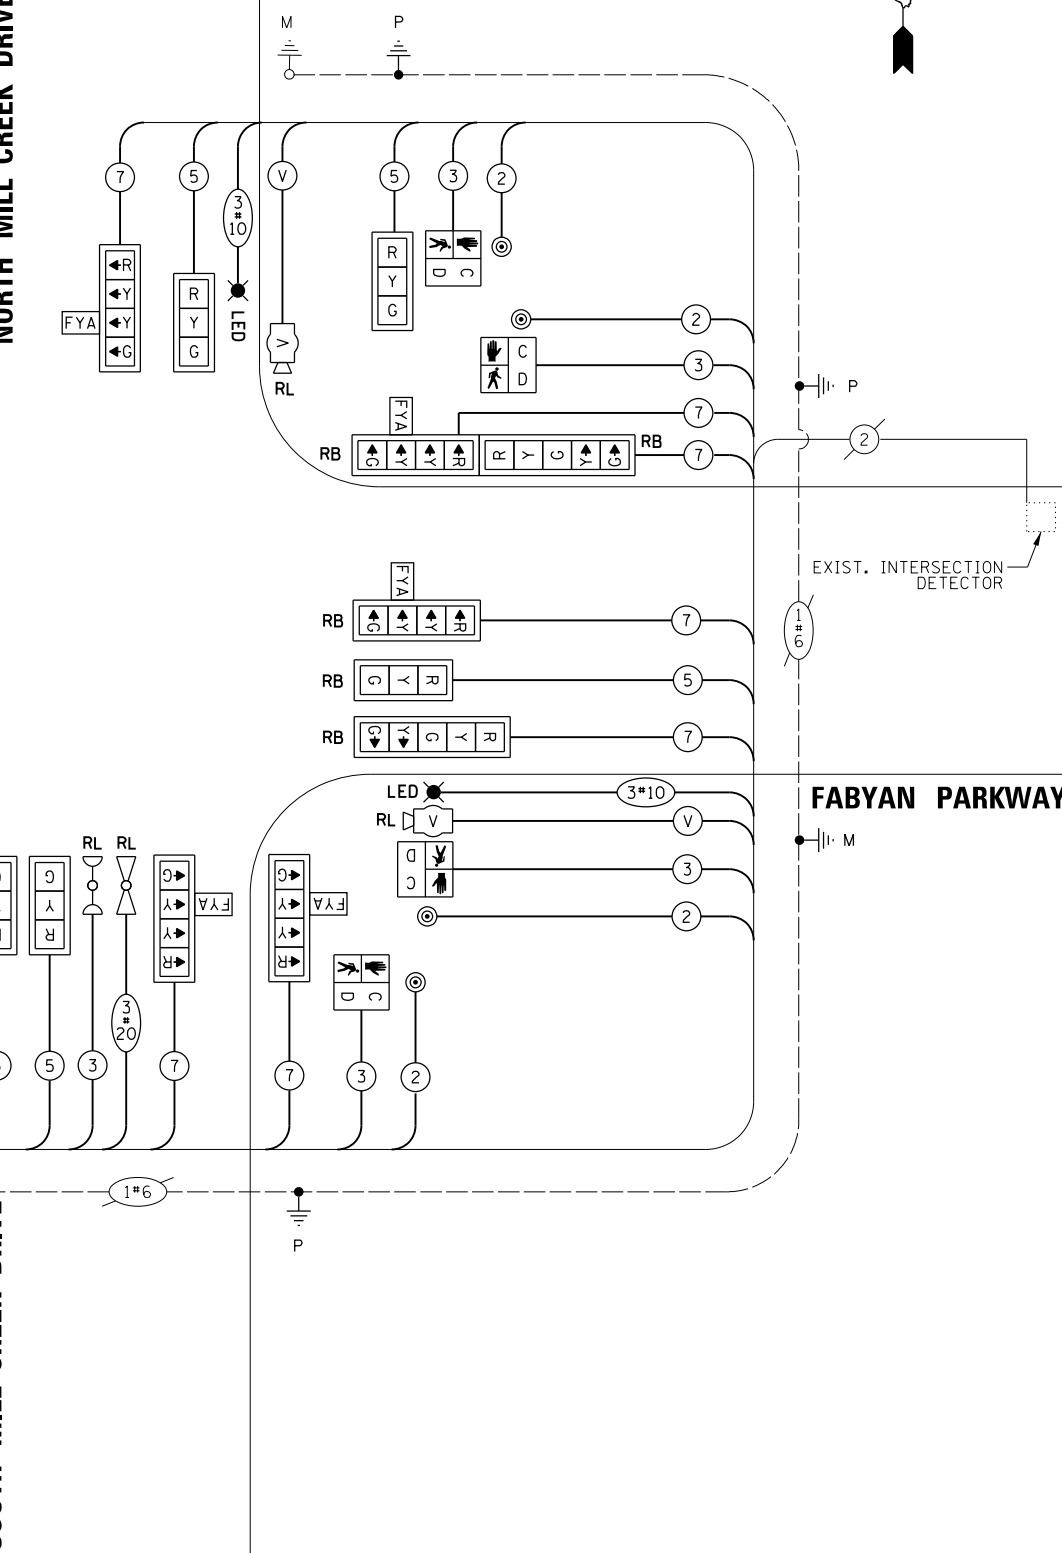 NORTH MILL CREEK DRIVE
M
P
7
5
3
#
10
V
5
3
2
R
Y
Y
G
FYA
R
Y
G
LED
V
RL
R
Y
G
D C
2
C
D
3
FYA
7
RB
G Y Y R
R Y G Y G
RB
7
P
2
EXIST. INTERSECTION
DETECTOR
FYA
RB
G Y Y R
7
1
#
6
RB
G Y R
5
RB
G Y G Y R
7
LED
3#10
FABYAN PARKWAY
RL
V
V
M
D
C
3
2
RL
RL
G
Y
R
G
Y
Y
R
FYA
G
Y
Y
R
FYA
D C
3
#
20
5
3
7
7
3
2
1#6
P